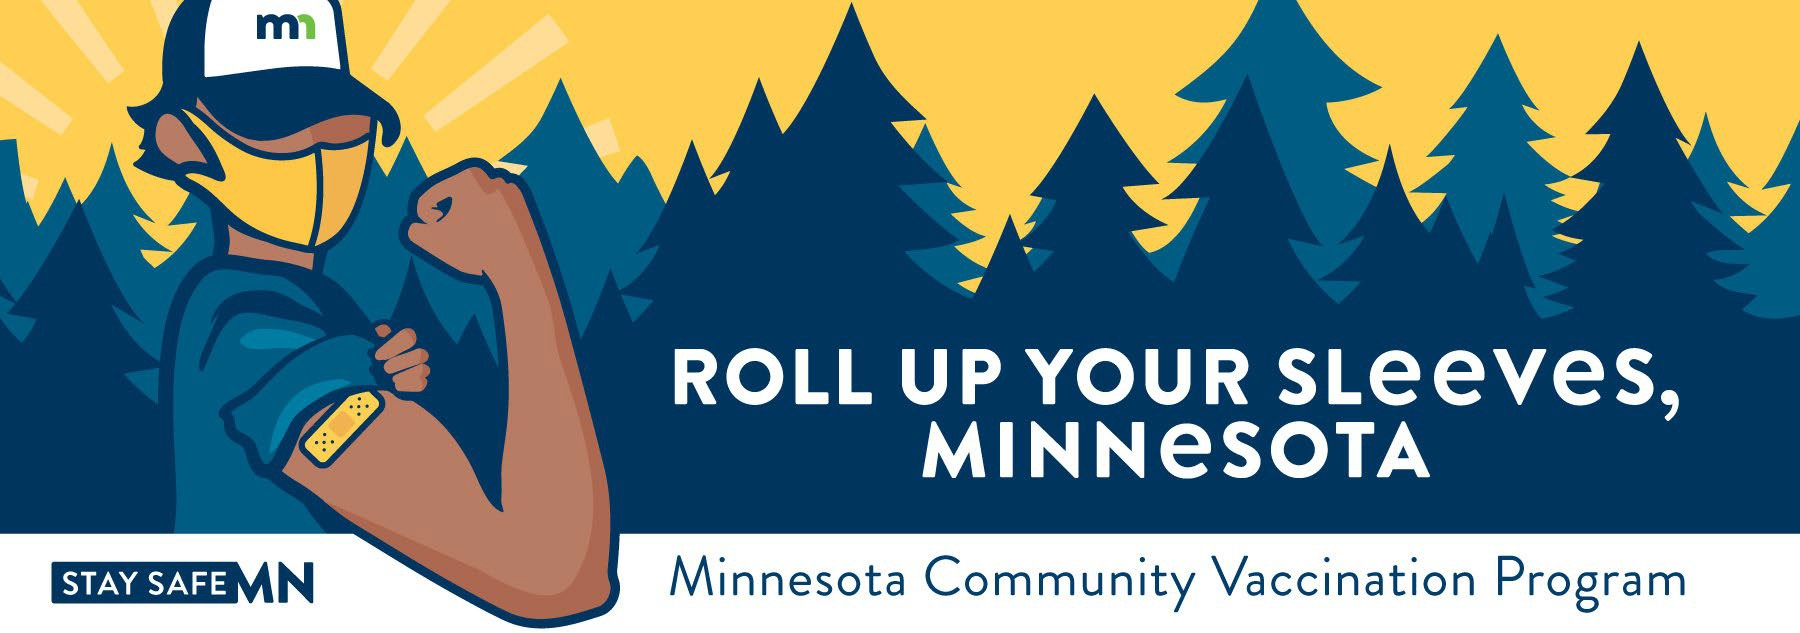 mn
ROLL UP YOUR SLeeveS,
MINNeSOTA
STAY SAFE MN
Minnesota Community Vaccination Program